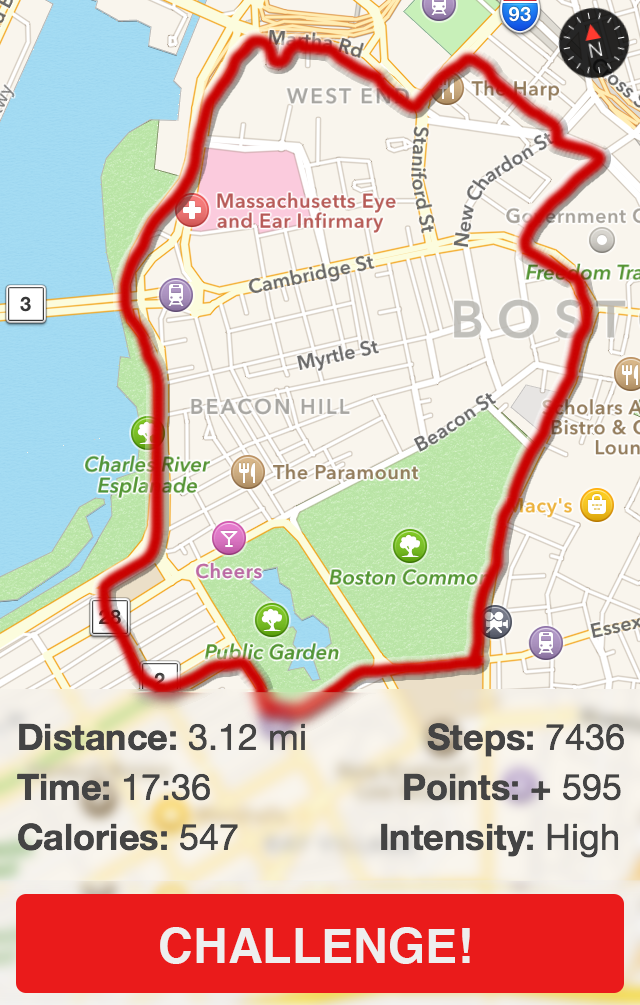 93
Martha Rd
N
WEST END
The Harp
Staniford St
New Chardon St
Massachusetts Eye
and Ear Infirmary
Government C
Cambridge St
Freedom Tra
3
BOST
Myrtle St
BEACON HILL
Beacon St
Scholars A
Bistro & C
Loun
Charles River
Esplanade
The Paramount
Macy's
Cheers
Boston Common
28
Essex
Public Garden
2
Distance: 3.12 mi
Steps: 7436
Time: 17:36
Points: + 595
Calories: 547
Intensity: High
CHALLENGE!